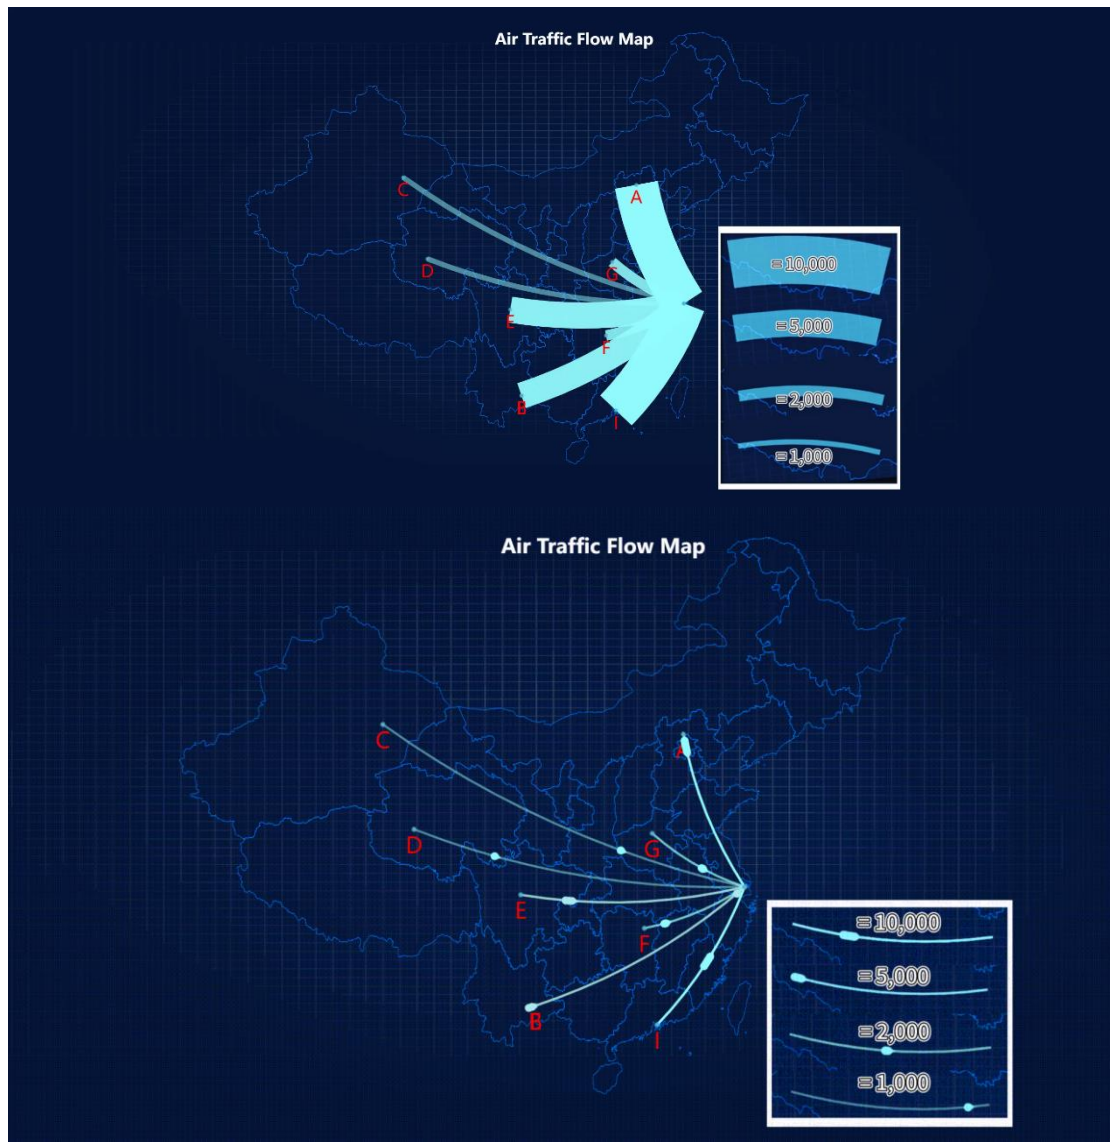 Air Traffic Flow Map
C
A
D
G
E
F
B
I
= 10,000
= 5,000
= 2,000
= 1,000
Air Traffic Flow Map
C
A
D
G
E
F
B
I
= 10,000
= 5,000
= 2,000
= 1,000